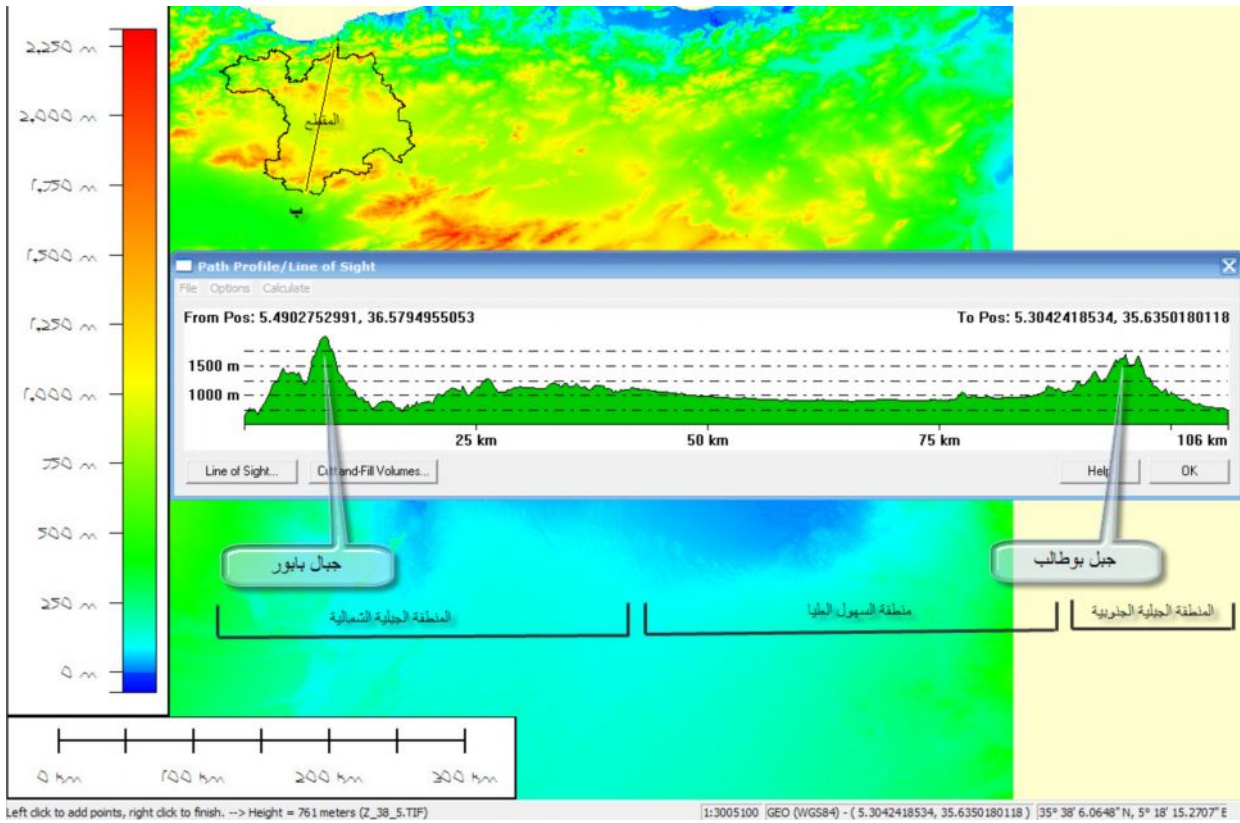 2,250 m
2,000 m
1,750 m
1,500 m
1,250 m
1,000 m
750 m
500 m
250 m
0 m
المقطع
ب
Path Profile/Line of Sight
File Options Calculate
From Pos: 5.4902752991, 36.5794955053 To Pos: 5.3042418534, 35.6350180118
1500 m
1000 m
25 km 50 km 75 km 106 km
Line of Sight... Cut-and-Fill Volumes... Help OK
جبال بابور
جبل بوطالب
المنطقة الجبلية الشمالية
منطقة السهول العليا
المنطقة الجبلية الجنوبية
0 km 100 km 200 km 300 km
Left click to add points, right click to finish. --> Height = 761 meters (Z_38_5.TIF) 1:3005100 GEO (WGS84) - ( 5.3042418534, 35.6350180118 ) 35° 38' 6.0648" N, 5° 18' 15.2707" E